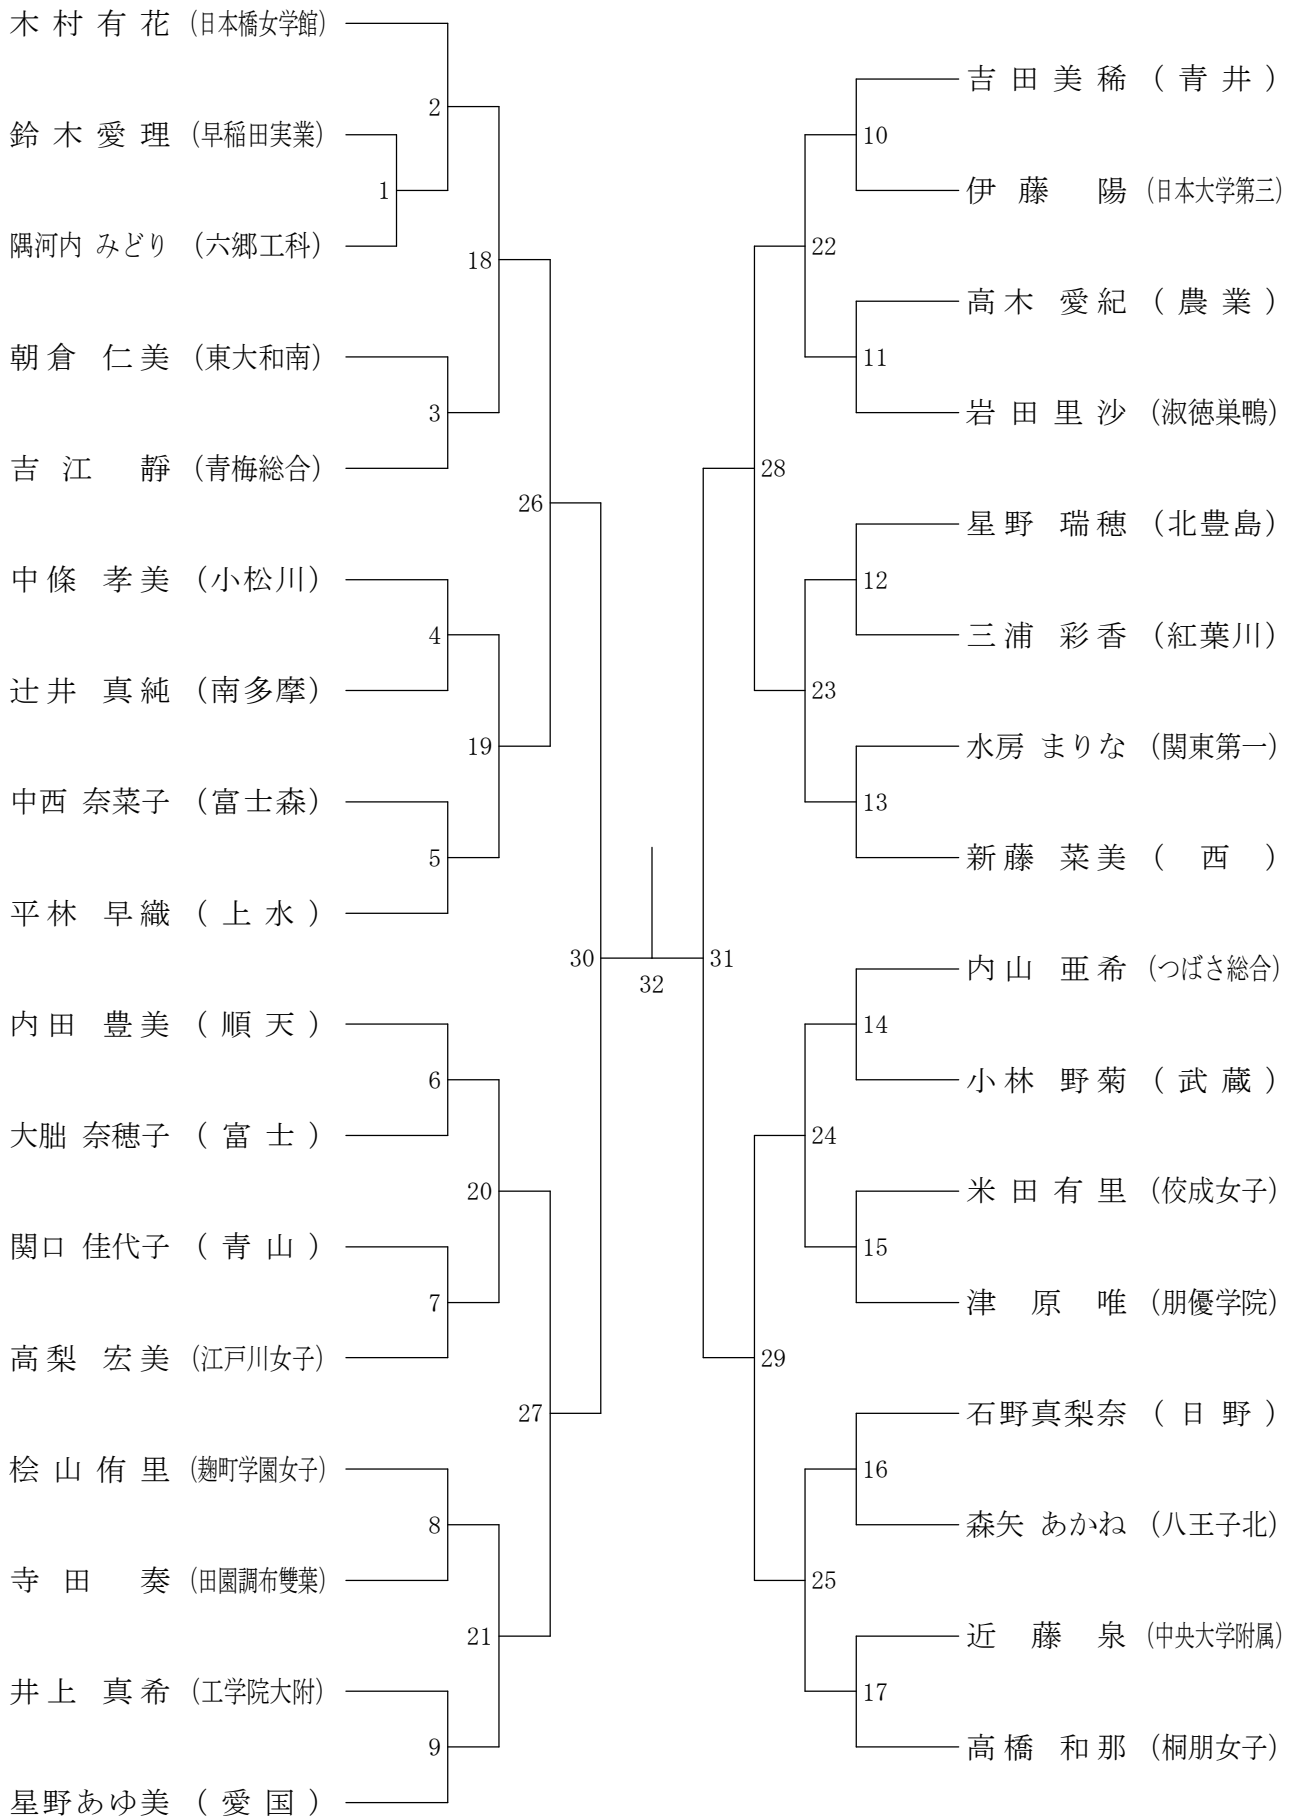 木村有花 (日本橋女学館)
2
鈴木愛理 (早稲田実業)
1
隅河内 みどり (六郷工科)
18
朝倉 仁美 (東大和南)
3
吉江 靜 (青梅総合)
26
中條 孝美 (小松川)
4
辻井 真純 (南多摩)
19
中西 奈菜子 (富士森)
5
平林 早織 (上水)
30
内田 豊美 (順天)
6
大朏 奈穂子 (富士)
20
関口 佳代子 (青山)
7
高梨 宏美 (江戸川女子)
27
桧山侑里 (麹町学園女子)
8
寺田 奏 (田園調布雙葉)
21
井上 真希 (工学院大附)
9
星野あゆ美 (愛国)
32
吉田美稀 (青井)
10
伊藤 陽 (日本大学第三)
22
高木 愛紀 (農業)
11
岩田里沙 (淑徳巣鴨)
28
星野 瑞穂 (北豊島)
12
三浦 彩香 (紅葉川)
23
水房 まりな (関東第一)
13
新藤 菜美 (西)
31
内山 亜希 (つばさ総合)
14
小林 野菊 (武蔵)
24
米田有里 (佼成女子)
15
津原 唯 (朋優学院)
29
石野真梨奈 (日野)
16
森矢 あかね (八王子北)
25
近藤 泉 (中央大学附属)
17
高橋 和那 (桐朋女子)